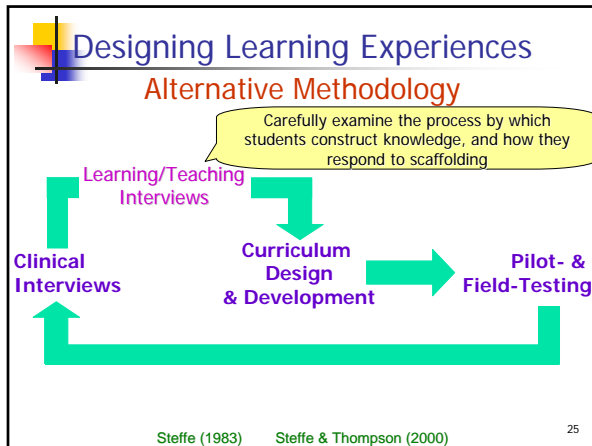 Designing Learning Experiences
Alternative Methodology
Carefully examine the process by which
students construct knowledge, and how they
respond to scaffolding
Learning/Teaching
Interviews
Clinical
Interviews
Curriculum
Design
& Development
Pilot- &
Field-Testing
Steffe (1983) Steffe & Thompson (2000)
25